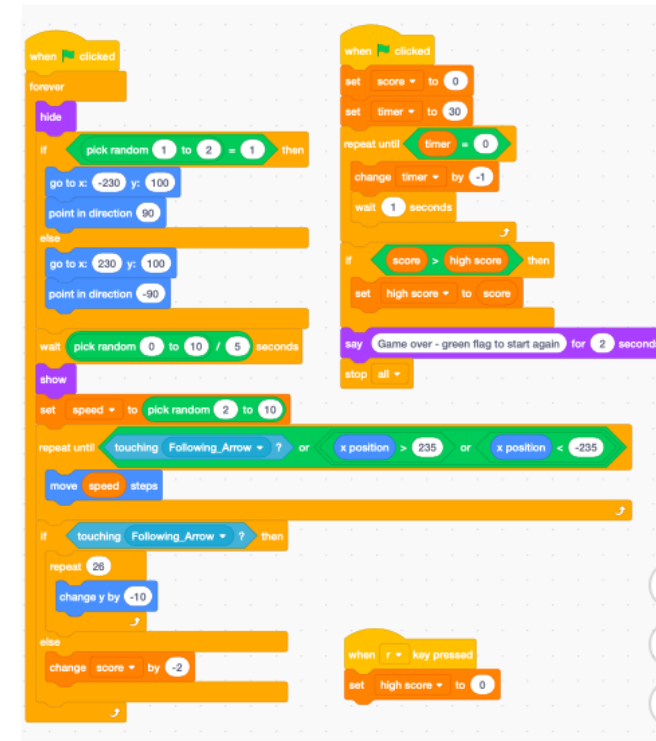 when clicked
forever
hide
if pick random 1 to 2 = 1 then
go to x: -230 y: 100
point in direction 90
else
go to x: 230 y: 100
point in direction -90
wait pick random 0 to 10 / 5 seconds
show
set speed to pick random 2 to 10
repeat until touching Following_Arrow ? or x position > 235 or x position < -235
move speed steps
if touching Following_Arrow ? then
repeat 26
change y by -10
else
change score by -2
when clicked
set score to 0
set timer to 30
repeat until timer = 0
change timer by -1
wait 1 seconds
if score > high score then
set high score to score
say Game over - green flag to start again for 2 seconds
stop all
when r key pressed
set high score to 0